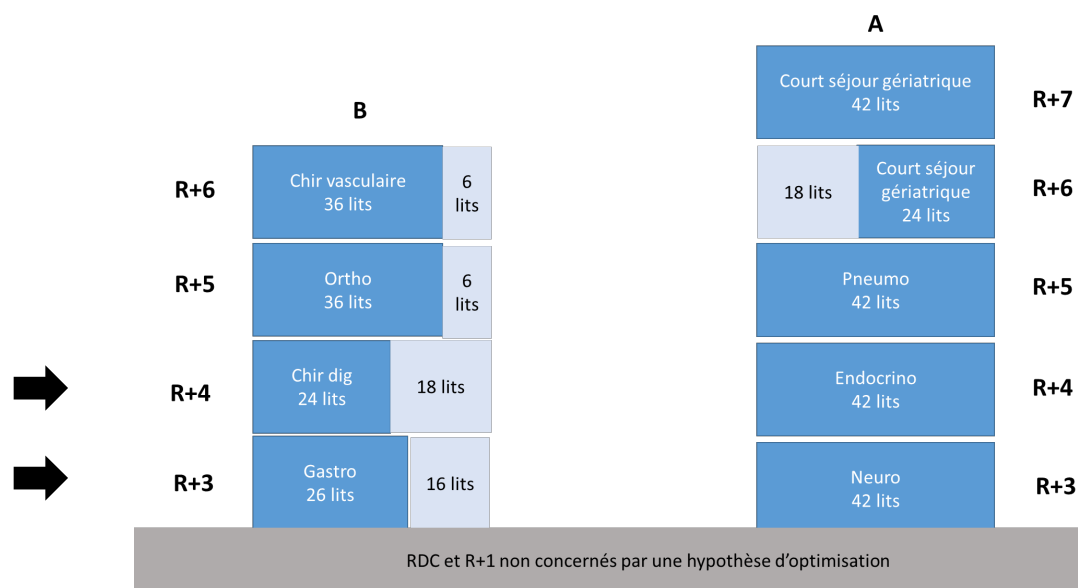 B
R+6
Chir vasculaire
36 lits
6
lits
R+5
Ortho
36 lits
6
lits
R+4
Chir dig
24 lits
18 lits
R+3
Gastro
26 lits
16 lits
A
Court séjour gériatrique
42 lits
R+7
18 lits
Court séjour
gériatrique
24 lits
R+6
Pneumo
42 lits
R+5
Endocrino
42 lits
R+4
Neuro
42 lits
R+3
RDC et R+1 non concernés par une hypothèse d’optimisation